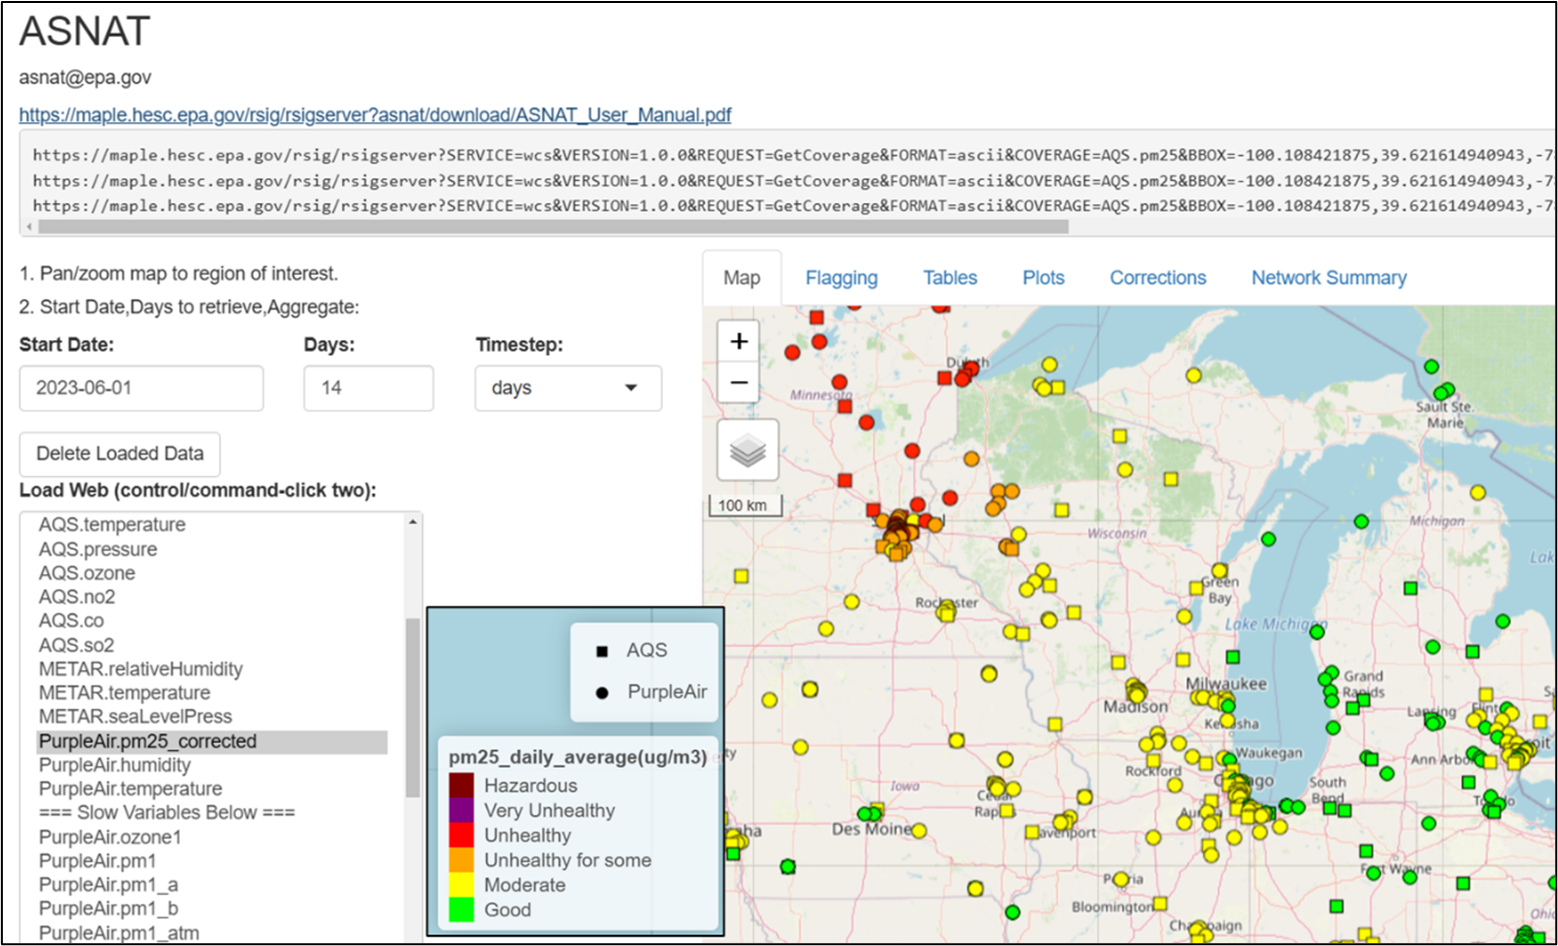 ASNAT
asnat@epa.gov
https://maple.hesc.epa.gov/rsig/rsigserver?asnat/download/ASNAT_User_Manual.pdf
https://maple.hesc.epa.gov/rsig/rsigserver?SERVICE=wcs&VERSION=1.0.0&REQUEST=GetCoverage&FORMAT=ascii&COVERAGE=AQS.pm25&BBOX=-100.108421875,39.621614940943,-7
https://maple.hesc.epa.gov/rsig/rsigserver?SERVICE=wcs&VERSION=1.0.0&REQUEST=GetCoverage&FORMAT=ascii&COVERAGE=AQS.pm25&BBOX=-100.108421875,39.621614940943,-7
https://maple.hesc.epa.gov/rsig/rsigserver?SERVICE=wcs&VERSION=1.0.0&REQUEST=GetCoverage&FORMAT=ascii&COVERAGE=AQS.pm25&BBOX=-100.108421875,39.621614940943,-7
1. Pan/zoom map to region of interest.
2. Start Date,Days to retrieve,Aggregate:
Start Date: Days: Timestep:
2023-06-01 14 days
Delete Loaded Data
Load Web (control/command-click two):
AQS.temperature
AQS.pressure
AQS.ozone
AQS.no2
AQS.co
AQS.so2
METAR.relativeHumidity
METAR.temperature
METAR.seaLevelPress
PurpleAir.pm25_corrected
PurpleAir.humidity
PurpleAir.temperature
=== Slow Variables Below ===
PurpleAir.ozone1
PurpleAir.pm1
PurpleAir.pm1_a
PurpleAir.pm1_b
PurpleAir.pm1_atm
AQS
PurpleAir
pm25_daily_average(ug/m3)
Hazardous
Very Unhealthy
Unhealthy
Unhealthy for some
Moderate
Good
Map Flagging Tables Plots Corrections Network Summary
+
−
100 km
Duluth
Minnesota
Sault Ste.
Marie
Wisconsin
Michigan
Green
Bay
Rochester
Lake Michigan
Milwaukee
Madison
Kenosha
Grand
Rapids
Lansing
Flint
Waukegan
Rockford
Chicago
South
Bend
Ann Arbor
Toledo
Iowa
Cedar
Rapids
Des Moine
avenport
Peoria
Bloomington
Champaign
Fort Wayne
Ohio